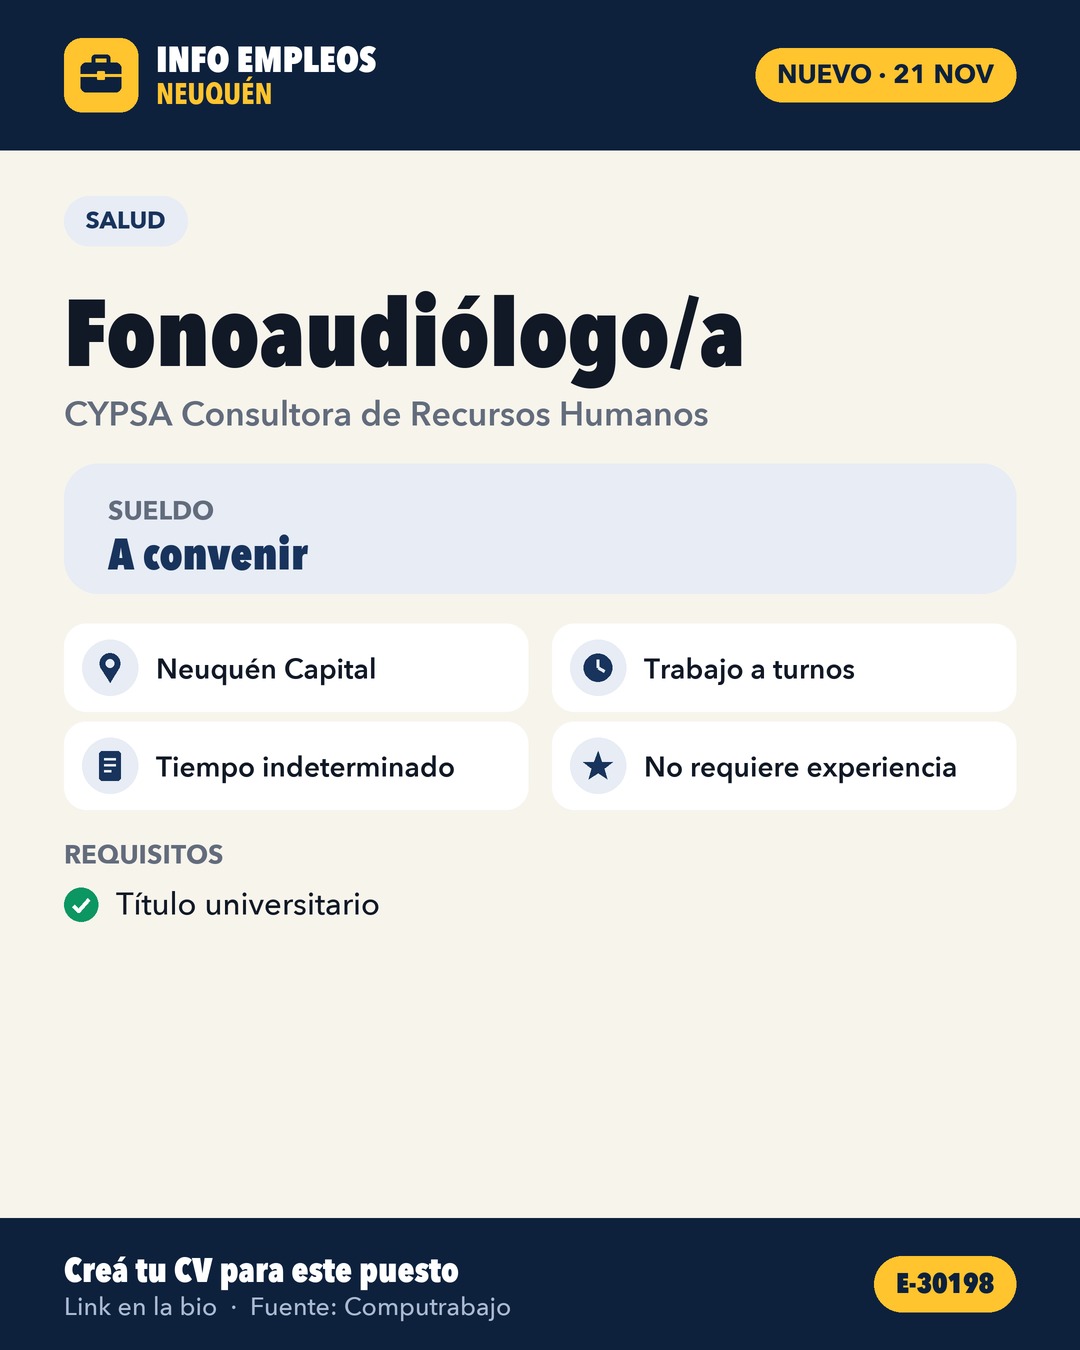 INFO EMPLEOS
NEUQUÉN
NUEVO · 21 NOV
SALUD
Fonoaudiólogo/a
CYPSA Consultora de Recursos Humanos
SUELDO
A convenir
Neuquén Capital
Trabajo a turnos
Tiempo indeterminado
No requiere experiencia
REQUISITOS
Título universitario
Creá tu CV para este puesto
Link en la bio · Fuente: Computrabajo
E-30198